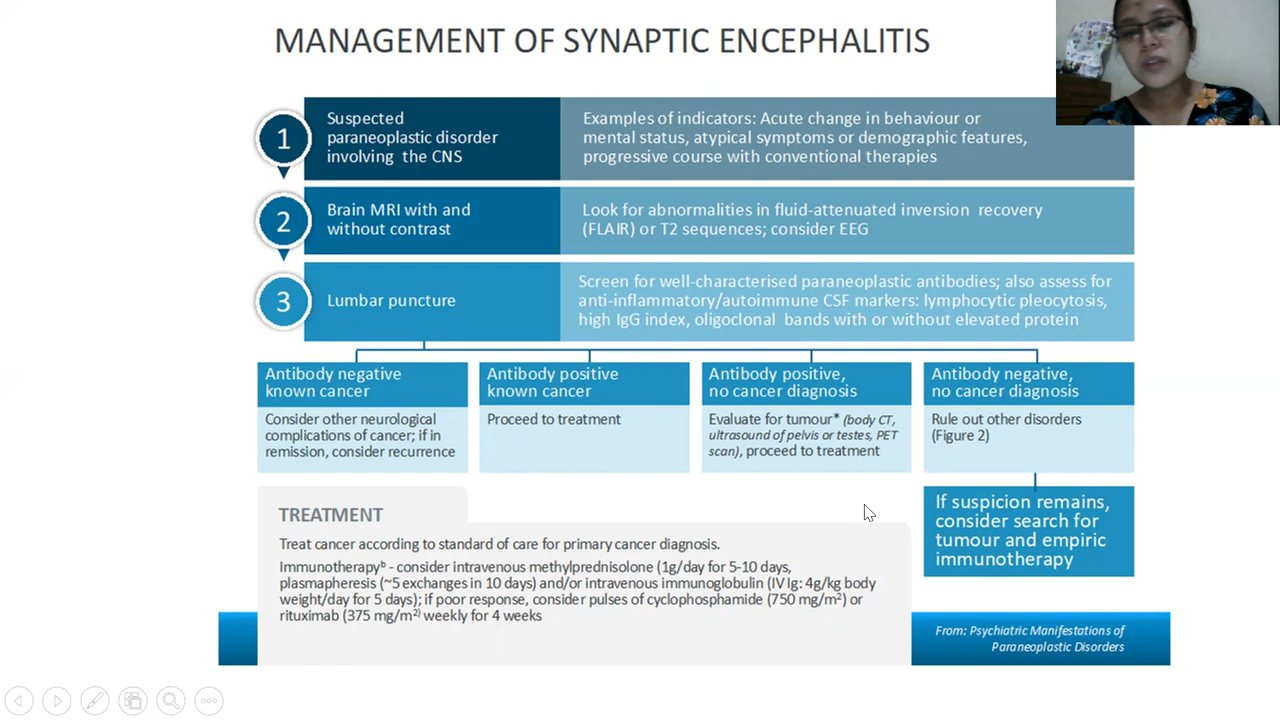 MANAGEMENT OF SYNAPTIC ENCEPHALITIS
1
Suspected
paraneoplastic disorder
involving the CNS
Examples of indicators: Acute change in behaviour or
mental status, atypical symptoms or demographic features,
progressive course with conventional therapies
2
Brain MRI with and
without contrast
Look for abnormalities in fluid-attenuated inversion recovery
(FLAIR) or T2 sequences; consider EEG
3
Lumbar puncture
Screen for well-characterised paraneoplastic antibodies; also assess for
anti-inflammatory/autoimmune CSF markers: lymphocytic pleocytosis,
high IgG index, oligoclonal bands with or without elevated protein
Antibody negative
known cancer
Consider other neurological
complications of cancer; if in
remission, consider recurrence
Antibody positive
known cancer
Proceed to treatment
Antibody positive,
no cancer diagnosis
Evaluate for tumour* (body CT,
ultrasound of pelvis or testes, PET
scan), proceed to treatment
Antibody negative,
no cancer diagnosis
Rule out other disorders
(Figure 2)
If suspicion remains,
consider search for
tumour and empiric
immunotherapy
TREATMENT
Treat cancer according to standard of care for primary cancer diagnosis.
Immunotherapyᵇ - consider intravenous methylprednisolone (1g/day for 5-10 days,
plasmapheresis (~5 exchanges in 10 days) and/or intravenous immunoglobulin (IV Ig: 4g/kg body
weight/day for 5 days); if poor response, consider pulses of cyclophosphamide (750 mg/m²) or
rituximab (375 mg/m²⁾ weekly for 4 weeks
From: Psychiatric Manifestations of
Paraneoplastic Disorders